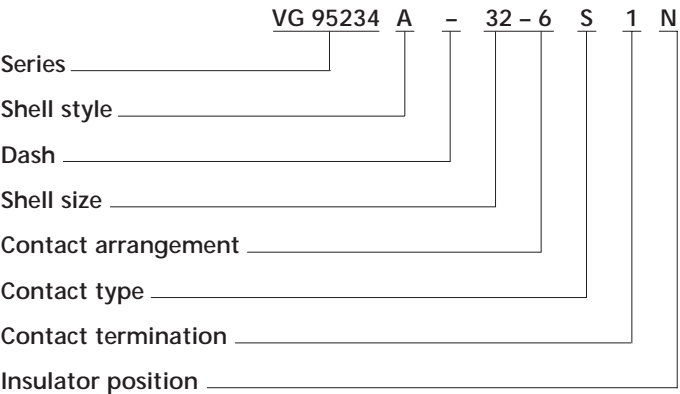 VG 95234 A – 32 – 6 S 1 N
Series
Shell style
Dash
Shell size
Contact arrangement
Contact type
Contact termination
Insulator position